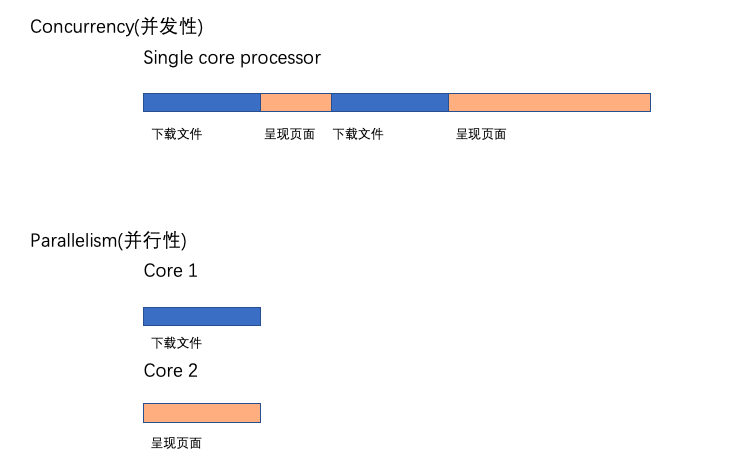 Concurrency(并发性)
Single core processor
下载文件 呈现页面 下载文件 呈现页面
Parallelism(并行性)
Core 1
下载文件
Core 2
呈现页面